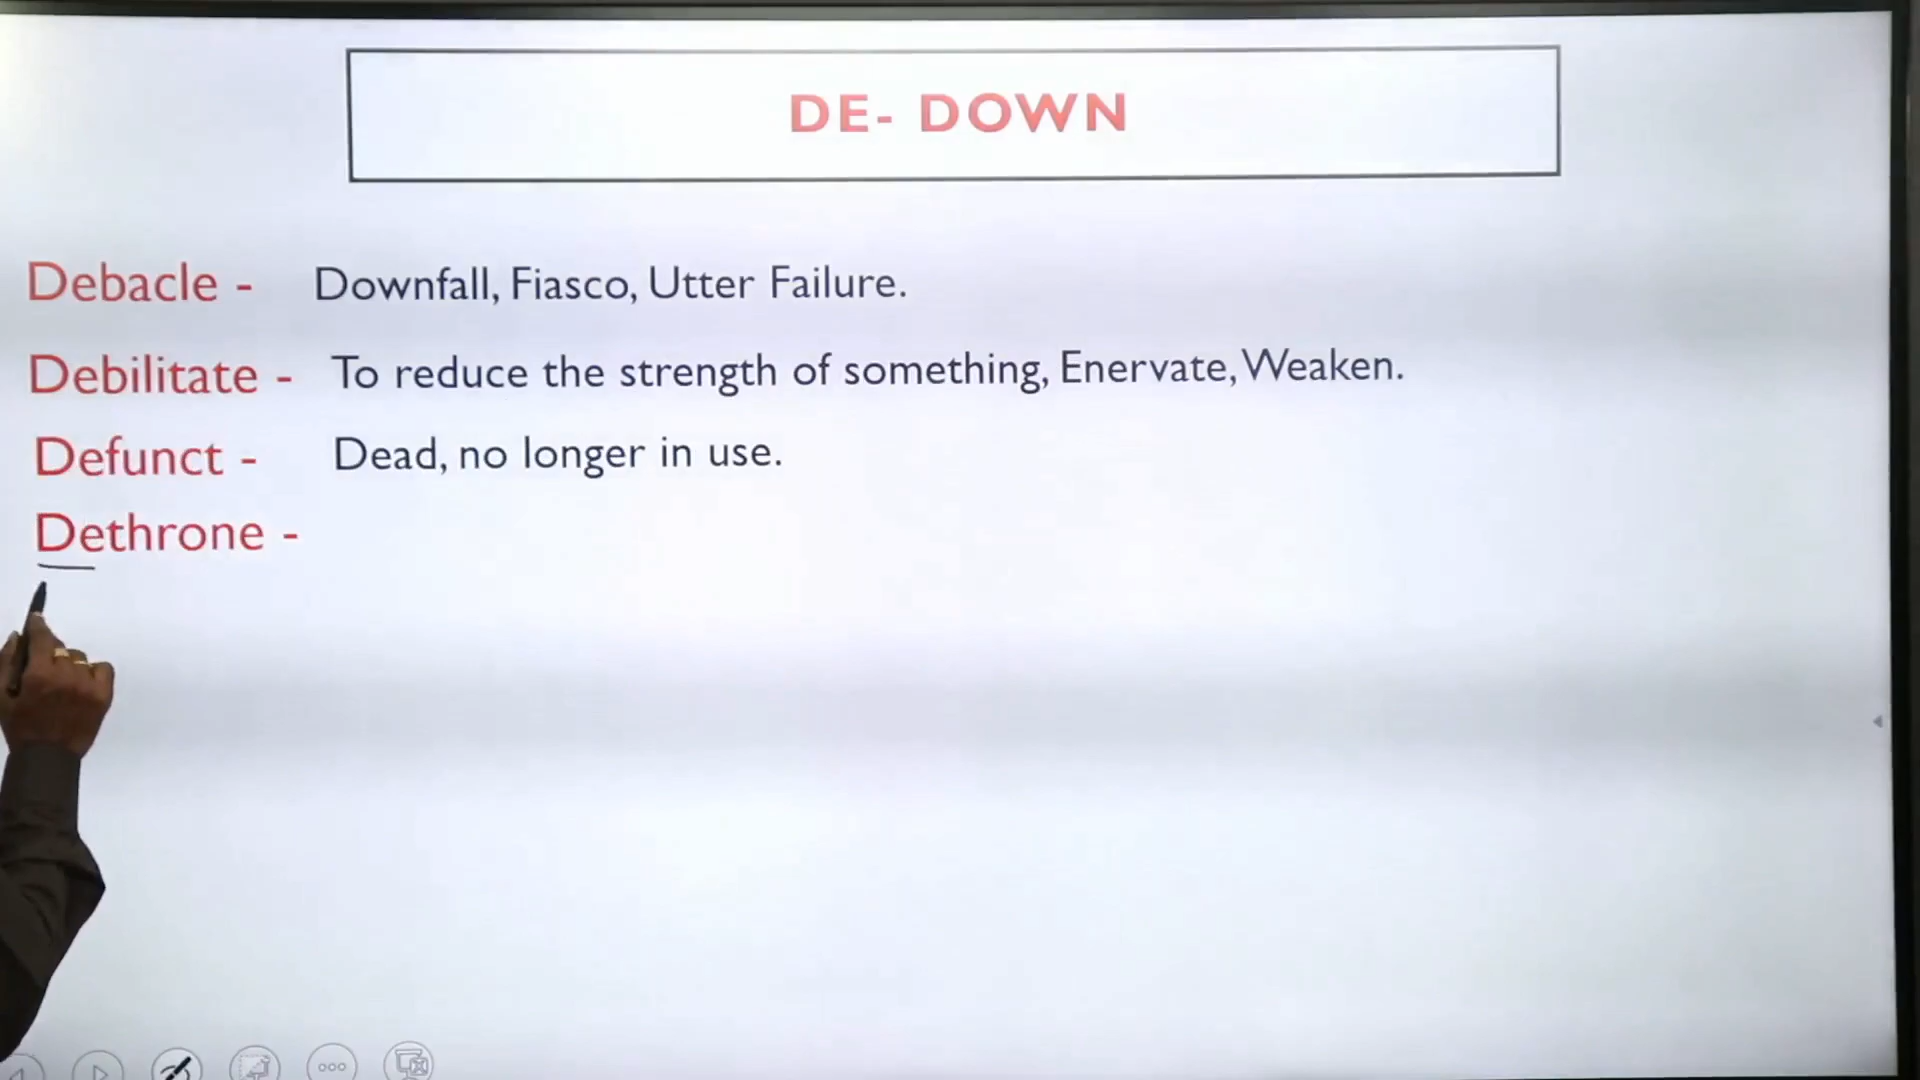 DE- DOWN
Debacle - Downfall, Fiasco, Utter Failure.
Debilitate - To reduce the strength of something, Enervate, Weaken.
Defunct - Dead, no longer in use.
Dethrone -